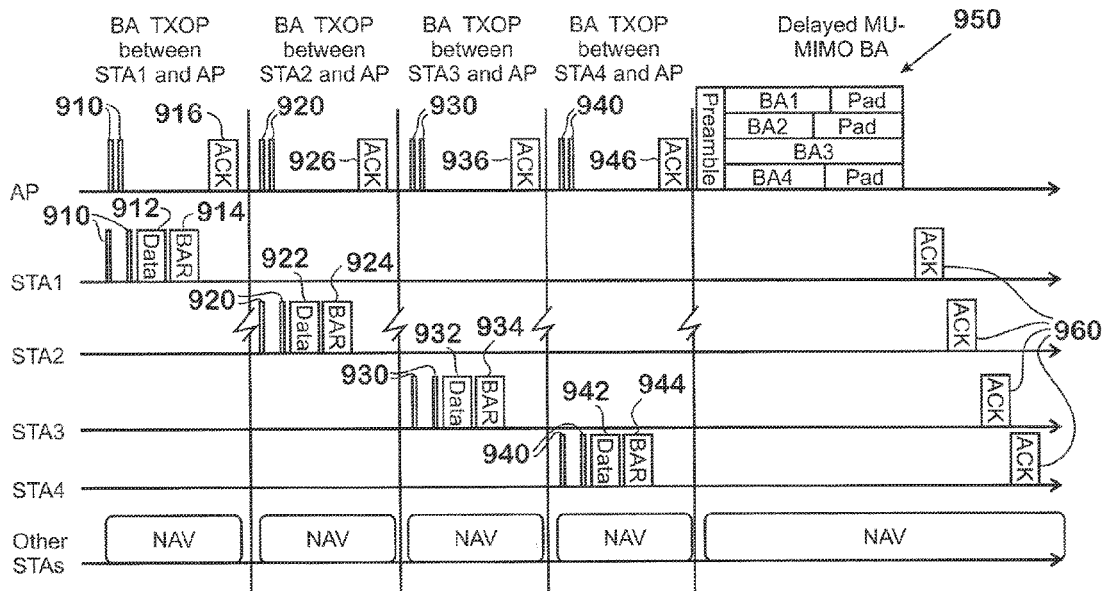 BA TXOP
between
STA1 and AP
BA TXOP
between
STA2 and AP
BA TXOP
between
STA3 and AP
BA TXOP
between
STA4 and AP
Delayed MU-
MIMO BA
950
910
916
920
926
930
936
940
946
ACK
ACK
ACK
ACK
Preamble
BA1
Pad
BA2
Pad
BA3
BA4
Pad
AP
910
912
914
Data
BAR
ACK
STA1
920
922
924
Data
BAR
ACK
960
STA2
930
932
934
Data
BAR
ACK
STA3
940
942
944
Data
BAR
ACK
STA4
Other
STAs
NAV
NAV
NAV
NAV
NAV